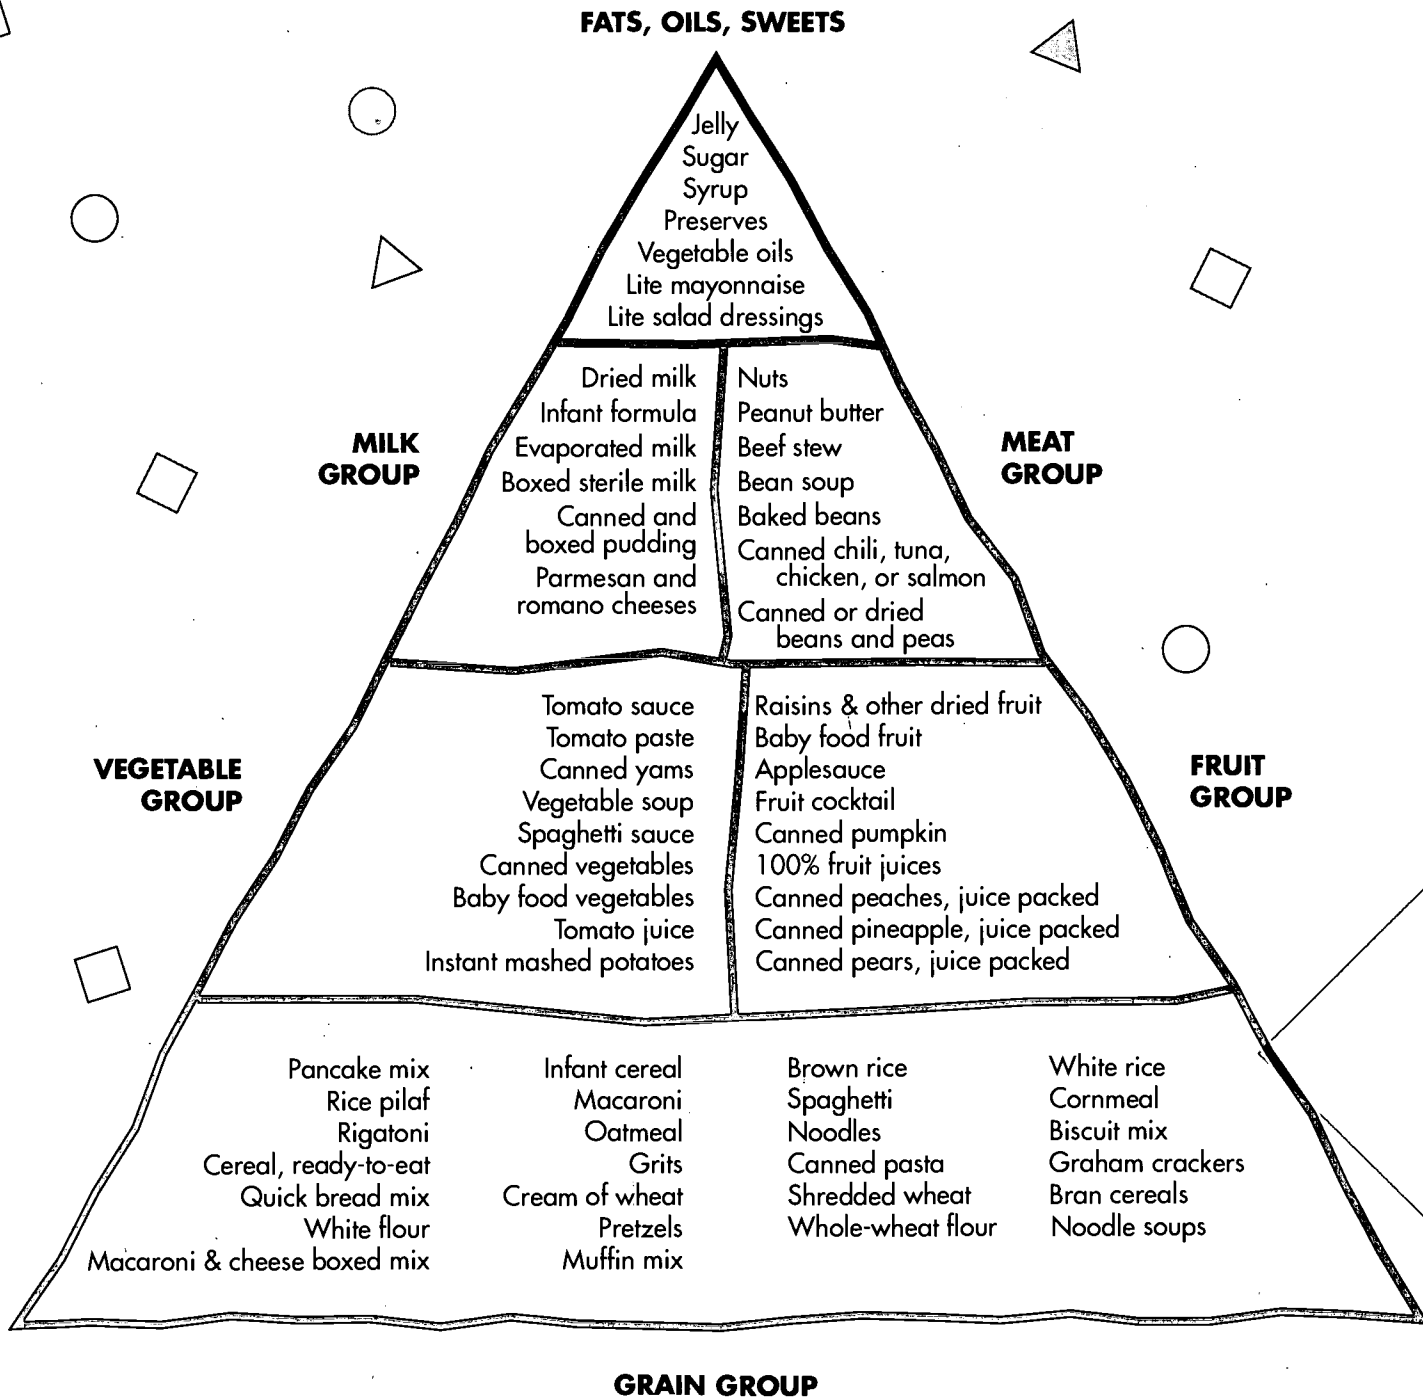 FATS, OILS, SWEETS
Jelly
Sugar
Syrup
Preserves
Vegetable oils
Lite mayonnaise
Lite salad dressings
MILK
GROUP
Dried milk
Infant formula
Evaporated milk
Boxed sterile milk
Canned and
boxed pudding
Parmesan and
romano cheeses
Nuts
Peanut butter
Beef stew
Bean soup
Baked beans
Canned chili, tuna,
chicken, or salmon
Canned or dried
beans and peas
MEAT
GROUP
VEGETABLE
GROUP
Tomato sauce
Tomato paste
Canned yams
Vegetable soup
Spaghetti sauce
Canned vegetables
Baby food vegetables
Tomato juice
Instant mashed potatoes
Raisins & other dried fruit
Baby food fruit
Applesauce
Fruit cocktail
Canned pumpkin
100% fruit juices
Canned peaches, juice packed
Canned pineapple, juice packed
Canned pears, juice packed
FRUIT
GROUP
Pancake mix
Rice pilaf
Rigatoni
Cereal, ready-to-eat
Quick bread mix
White flour
Macaroni & cheese boxed mix
Infant cereal
Macaroni
Oatmeal
Grits
Cream of wheat
Pretzels
Muffin mix
Brown rice
Spaghetti
Noodles
Canned pasta
Shredded wheat
Whole-wheat flour
White rice
Cornmeal
Biscuit mix
Graham crackers
Bran cereals
Noodle soups
GRAIN GROUP